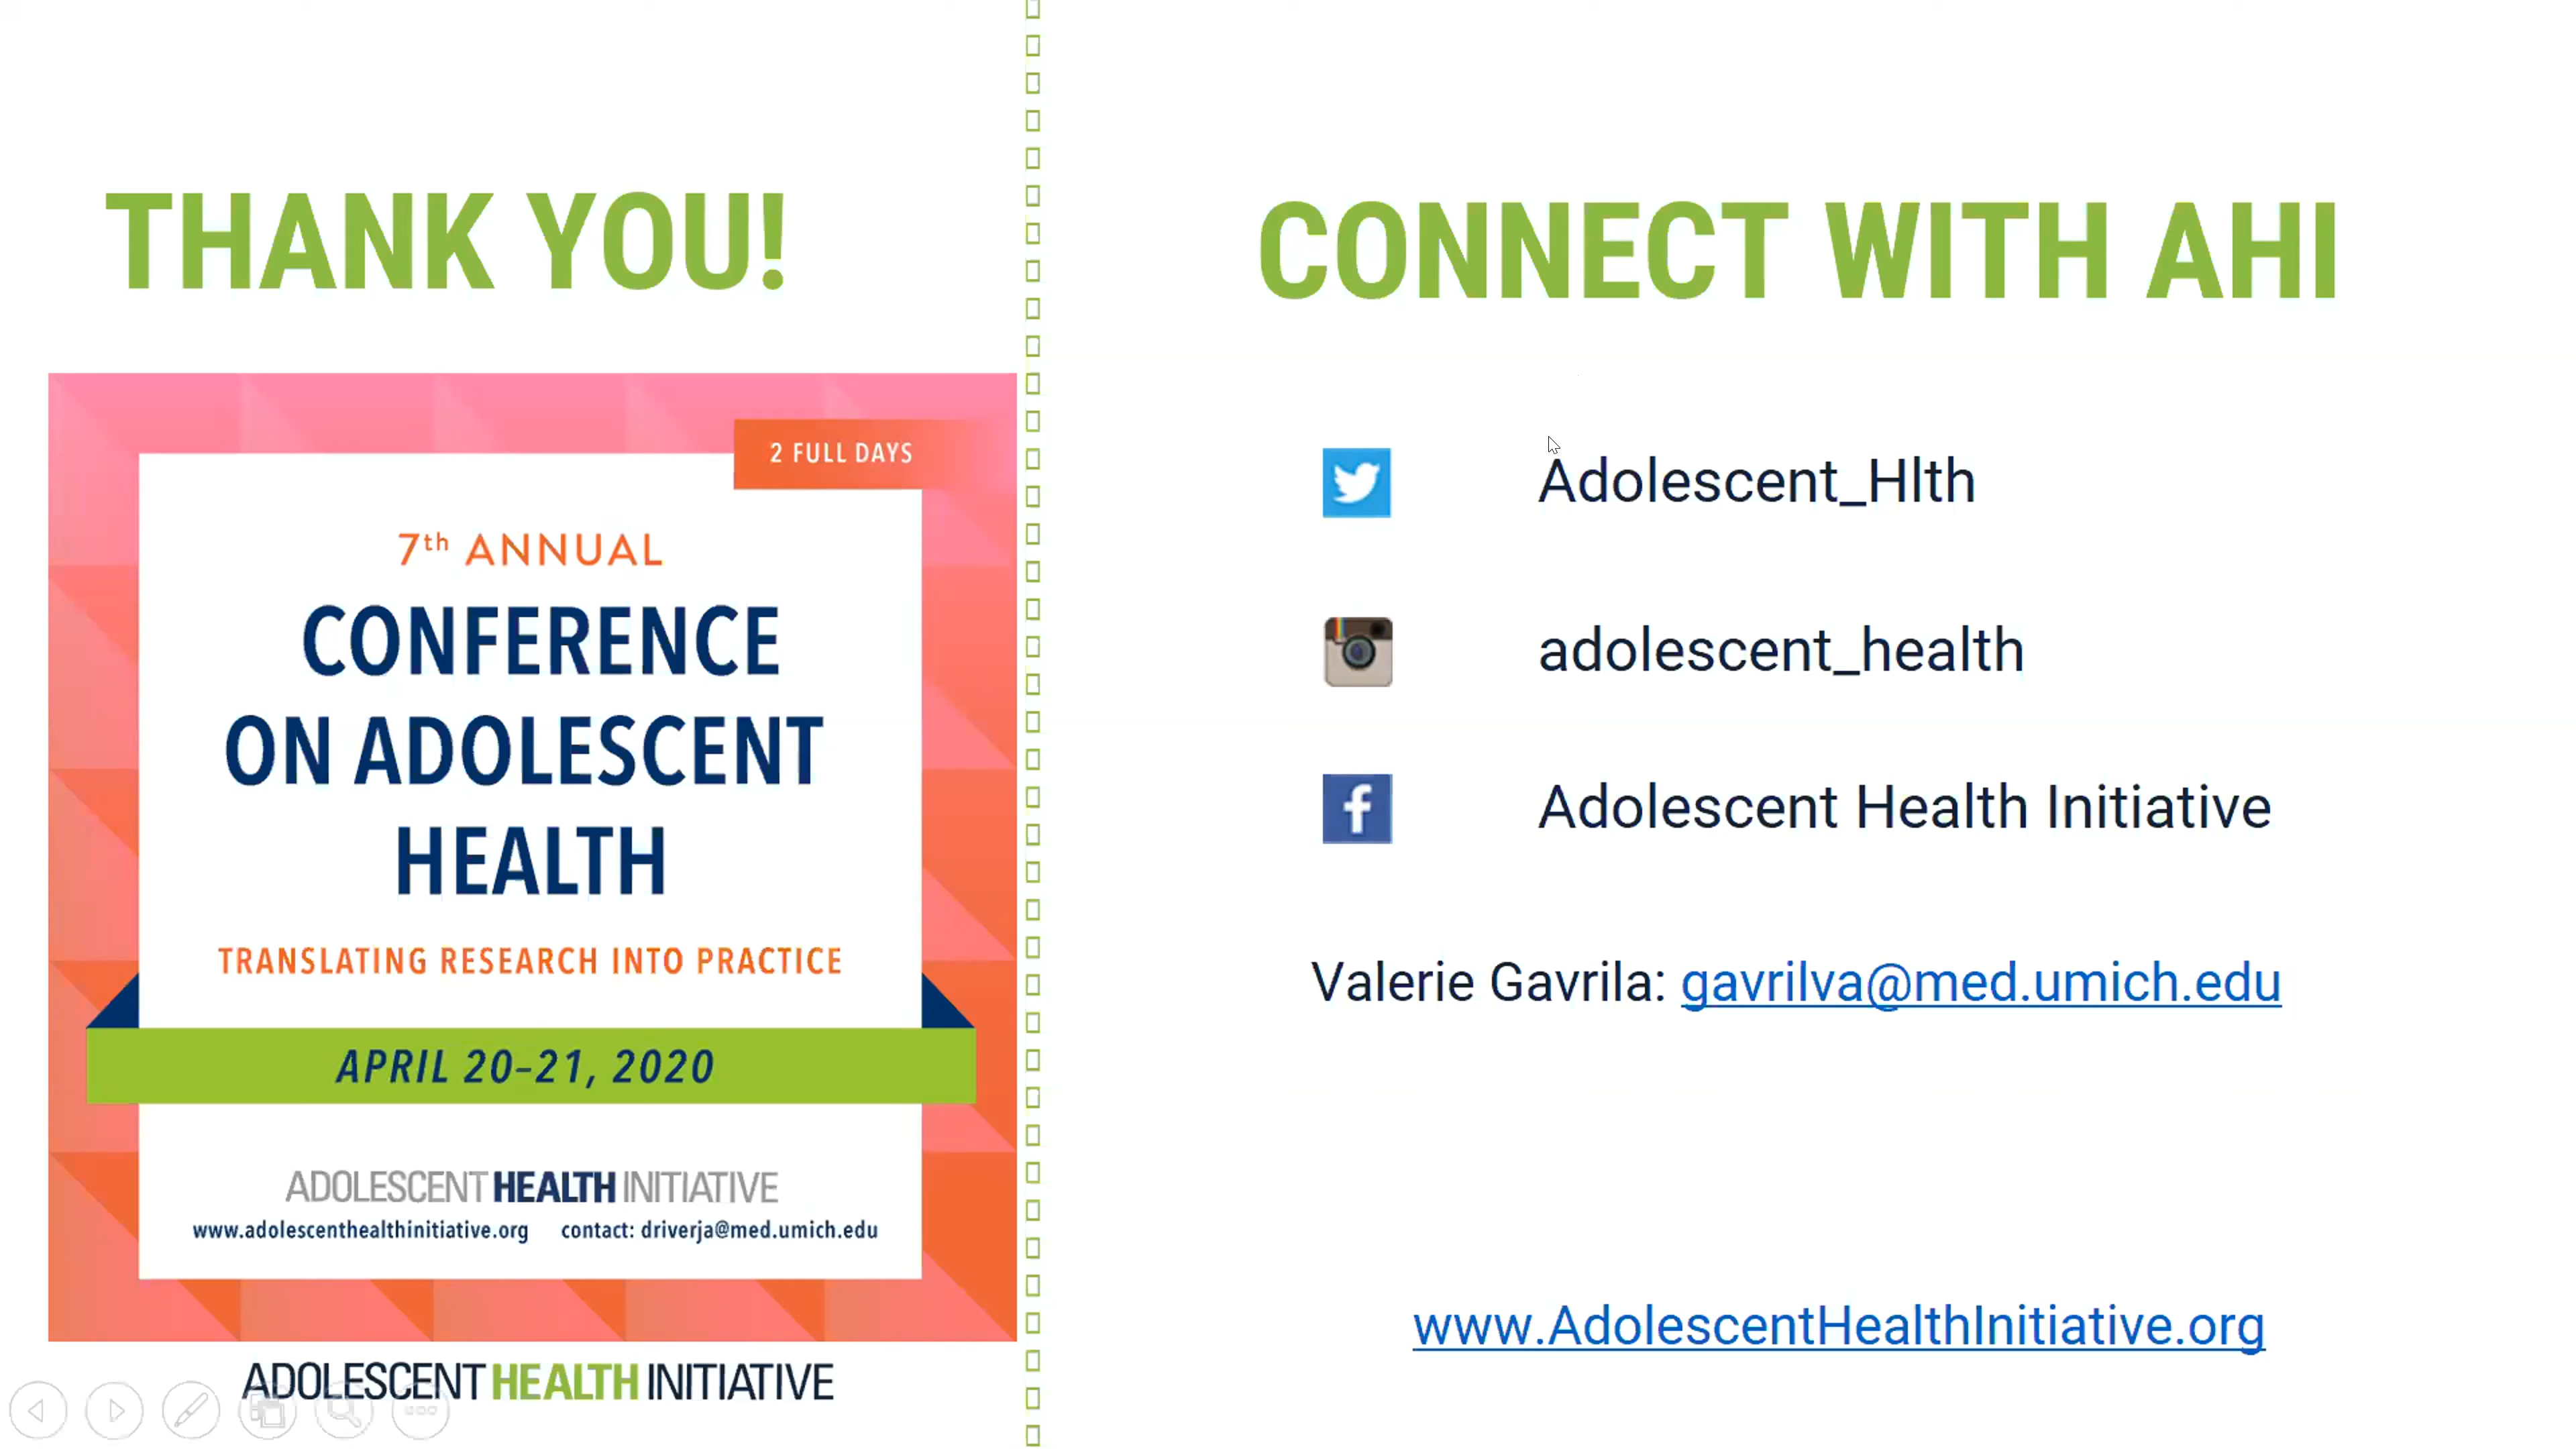 THANK YOU!
2 FULL DAYS
7th ANNUAL
CONFERENCE
ON ADOLESCENT
HEALTH
TRANSLATING RESEARCH INTO PRACTICE
APRIL 20-21, 2020
ADOLESCENT HEALTH INITIATIVE
www.adolescenthealthinitiative.org contact: driverja@med.umich.edu
ADOLESCENT HEALTH INITIATIVE
CONNECT WITH AHI
Adolescent_Hlth
adolescent_health
Adolescent Health Initiative
Valerie Gavrila: gavrilva@med.umich.edu
www.AdolescentHealthInitiative.org